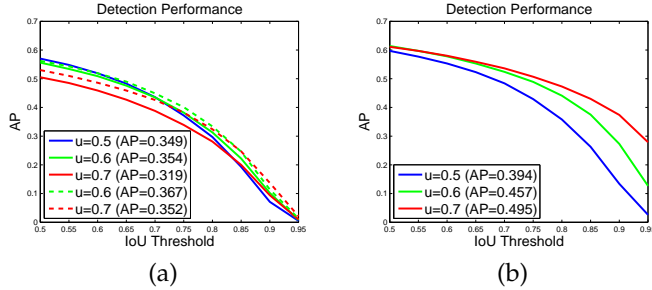 Detection Performance
0.7
0.6
0.5
0.4
0.3
0.2
0.1
0
AP
u=0.5 (AP=0.349)
u=0.6 (AP=0.354)
u=0.7 (AP=0.319)
u=0.6 (AP=0.367)
u=0.7 (AP=0.352)
0.5 0.55 0.6 0.65 0.7 0.75 0.8 0.85 0.9 0.95
IoU Threshold
(a)
Detection Performance
0.7
0.6
0.5
0.4
0.3
0.2
0.1
0
AP
u=0.5 (AP=0.394)
u=0.6 (AP=0.457)
u=0.7 (AP=0.495)
0.5 0.55 0.6 0.65 0.7 0.75 0.8 0.85 0.9 0.95
IoU Threshold
(b)